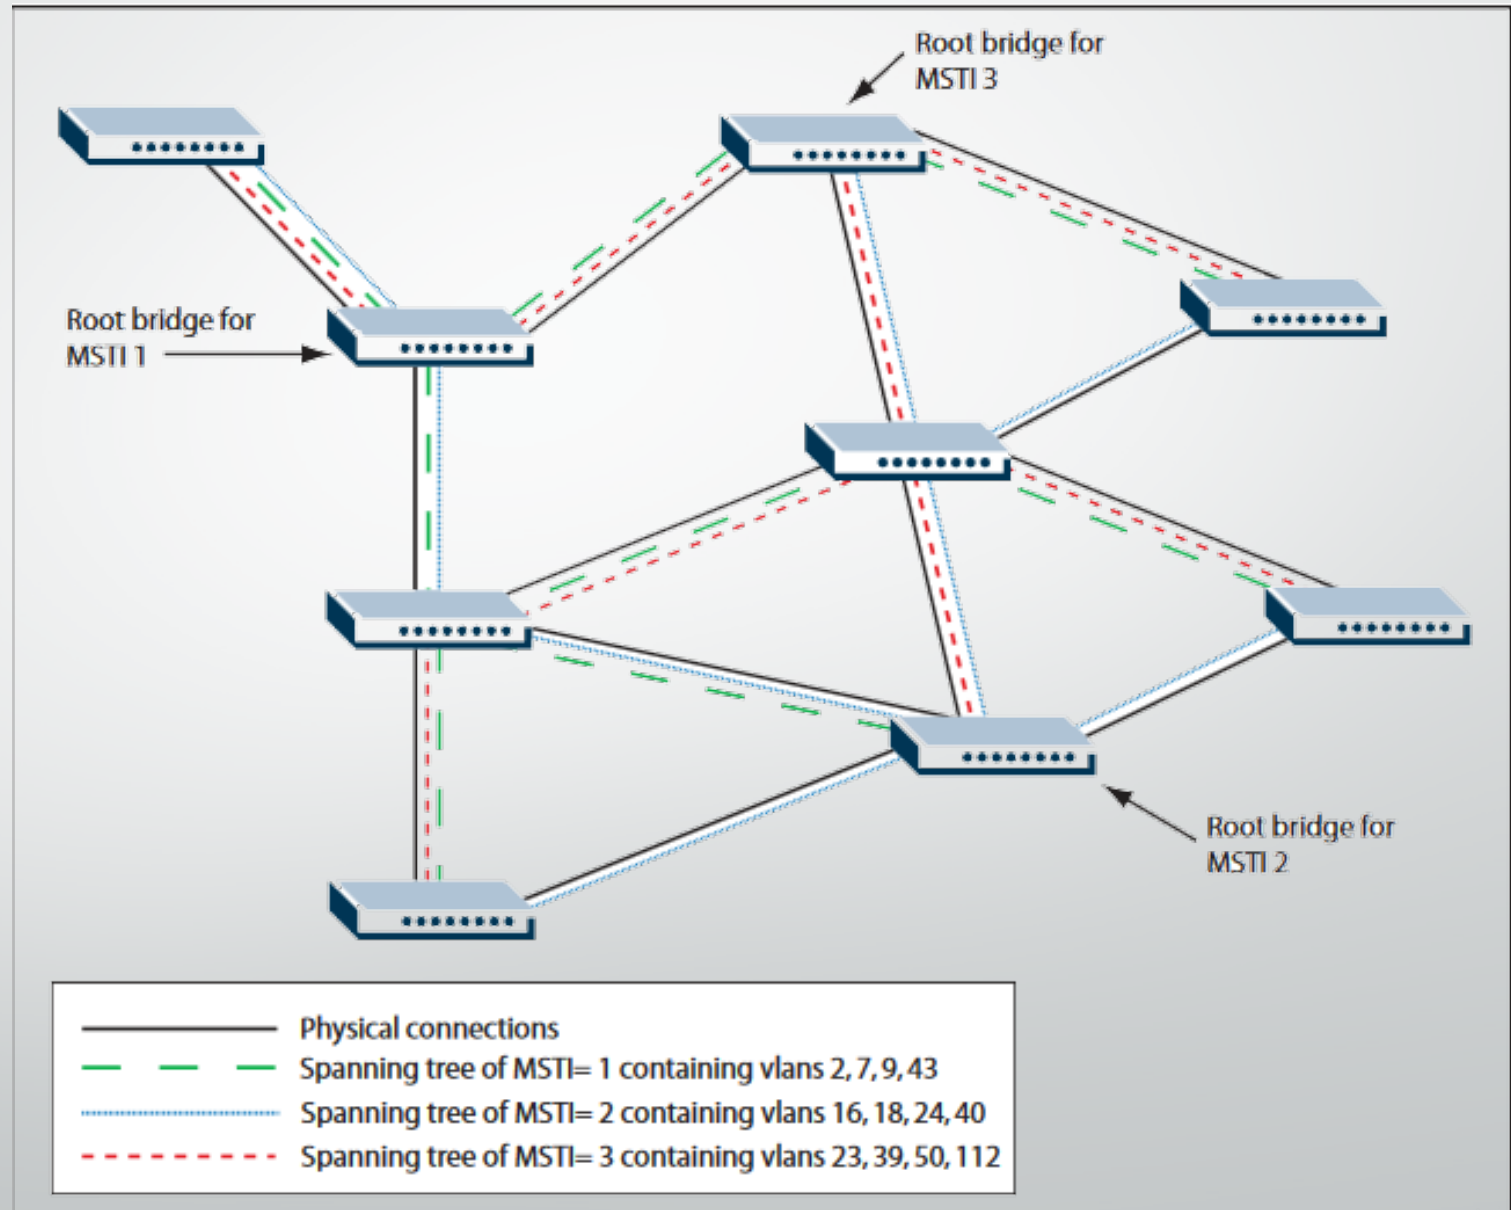 Root bridge for
MSTI 3
Root bridge for
MSTI 1
Root bridge for
MSTI 2
Physical connections
Spanning tree of MSTI= 1 containing vlans 2, 7, 9, 43
Spanning tree of MSTI= 2 containing vlans 16, 18, 24, 40
Spanning tree of MSTI= 3 containing vlans 23, 39, 50, 112